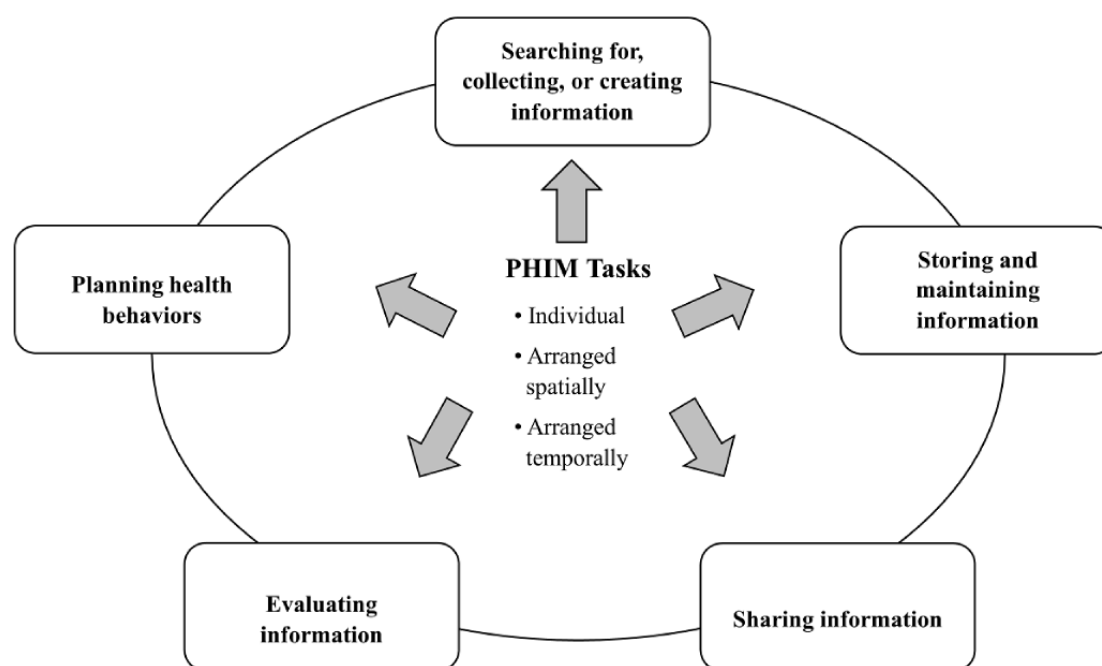 Searching for,
collecting, or creating
information
Planning health
behaviors
PHIM Tasks
• Individual
• Arranged
spatially
• Arranged
temporally
Storing and
maintaining
information
Evaluating
information
Sharing information